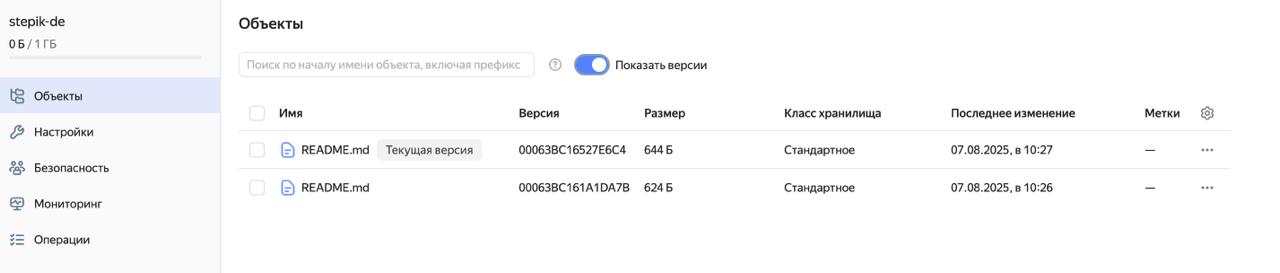 stepik-de
0 Б / 1 ГБ
Объекты
Настройки
Безопасность
Мониторинг
Операции
Объекты
Поиск по началу имени объекта, включая префикс ? Показать версии
Имя Версия Размер Класс хранилища Последнее изменение Метки
README.md Текущая версия 00063BC16527E6C4 644 Б Стандартное 07.08.2025, в 10:27 —
README.md 00063BC161A1DA7B 624 Б Стандартное 07.08.2025, в 10:26 —